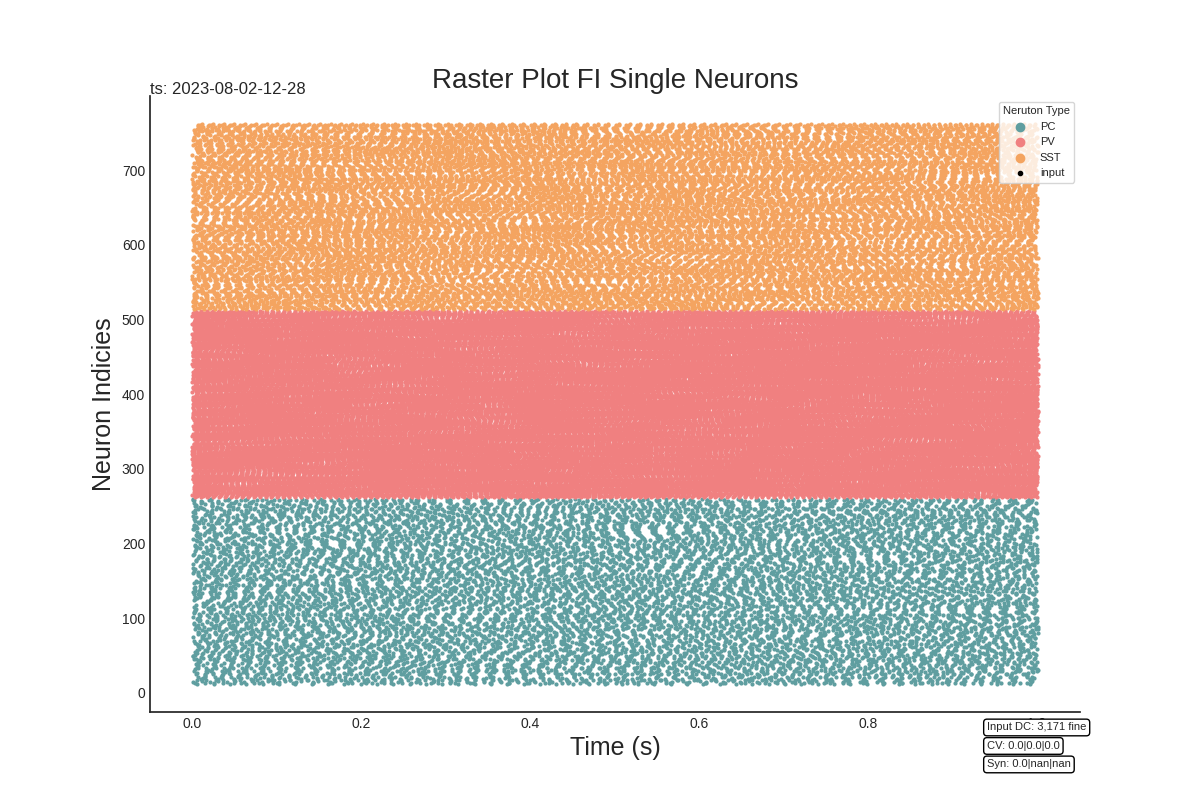 Raster Plot FI Single Neurons
ts: 2023-08-02-12-28
Neruton Type
PC
PV
SST
input
700
600
500
400
300
200
100
0
Neuron Indicies
0.0 0.2 0.4 0.6 0.8
Time (s)
Input DC: 3,171 fine
CV: 0.0|0.0|0.0
Syn: 0.0|nan|nan